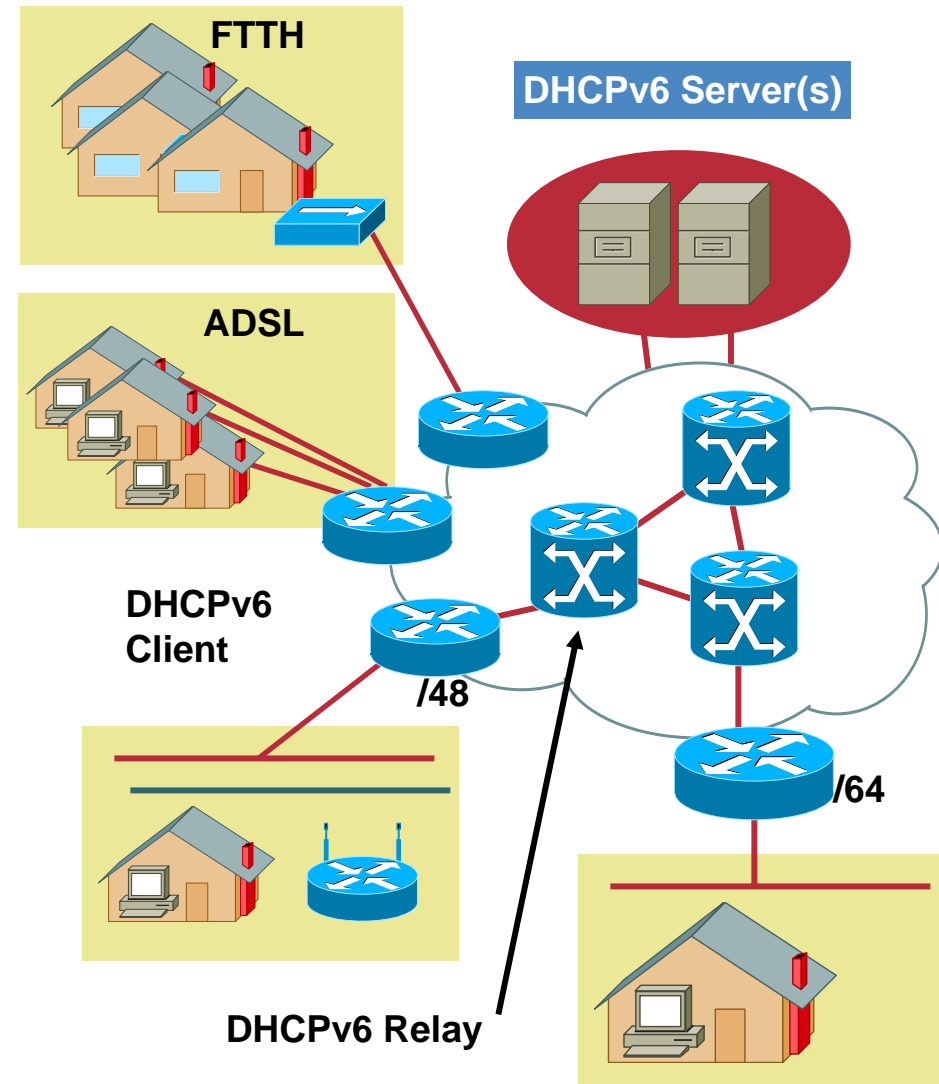 FTTH
DHCPv6 Server(s)
ADSL
DHCPv6
Client
/48
/64
DHCPv6 Relay